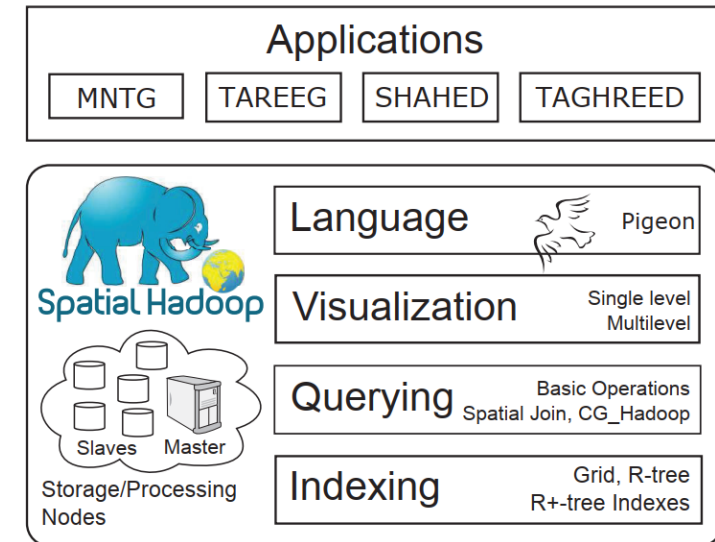 Applications
MNTG
TAREEG
SHAHED
TAGHREED
Spatial Hadoop
Slaves
Master
Storage/Processing
Nodes
Language
Pigeon
Visualization
Single level
Multilevel
Querying
Basic Operations
Spatial Join, CG_Hadoop
Indexing
Grid, R-tree
R+-tree Indexes